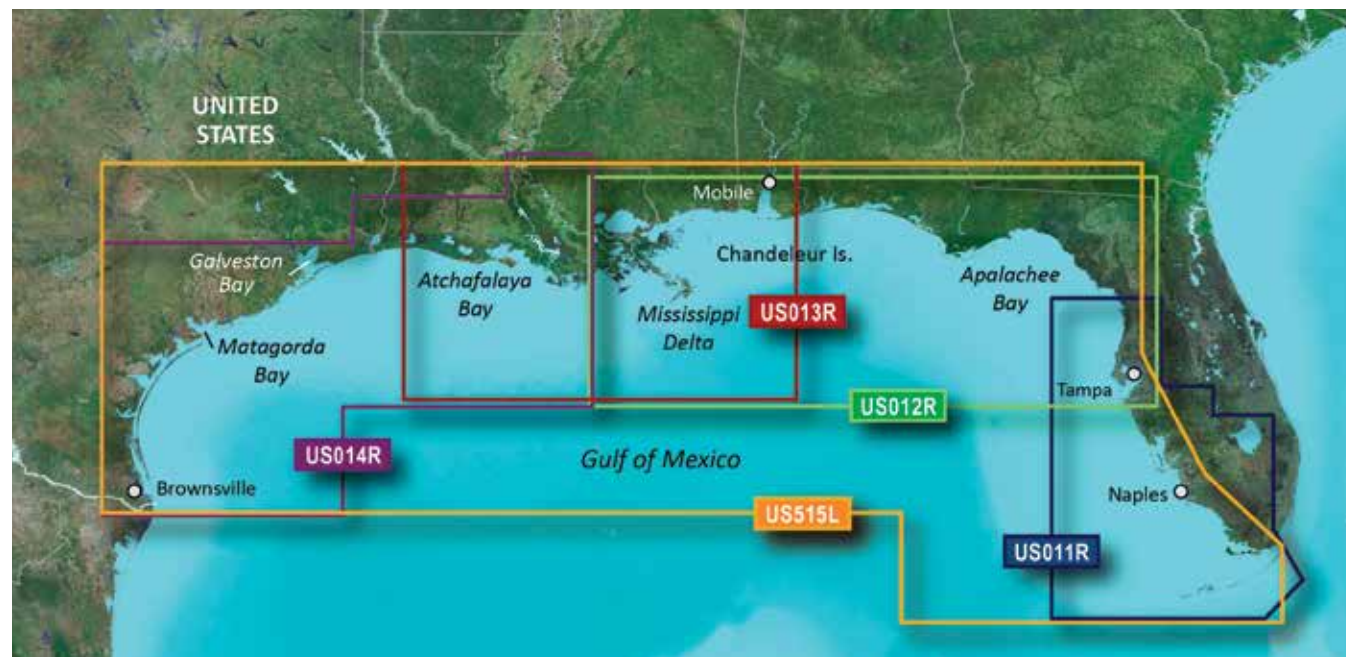 UNITED
STATES
Mobile
Galveston
Bay
Chandeleur Is.
Atchafalaya
Bay
Apalachee
Bay
Mississippi
Delta
US013R
Matagorda
Bay
Tampa
US012R
US014R
Gulf of Mexico
Brownsville
Naples
US515L
US011R